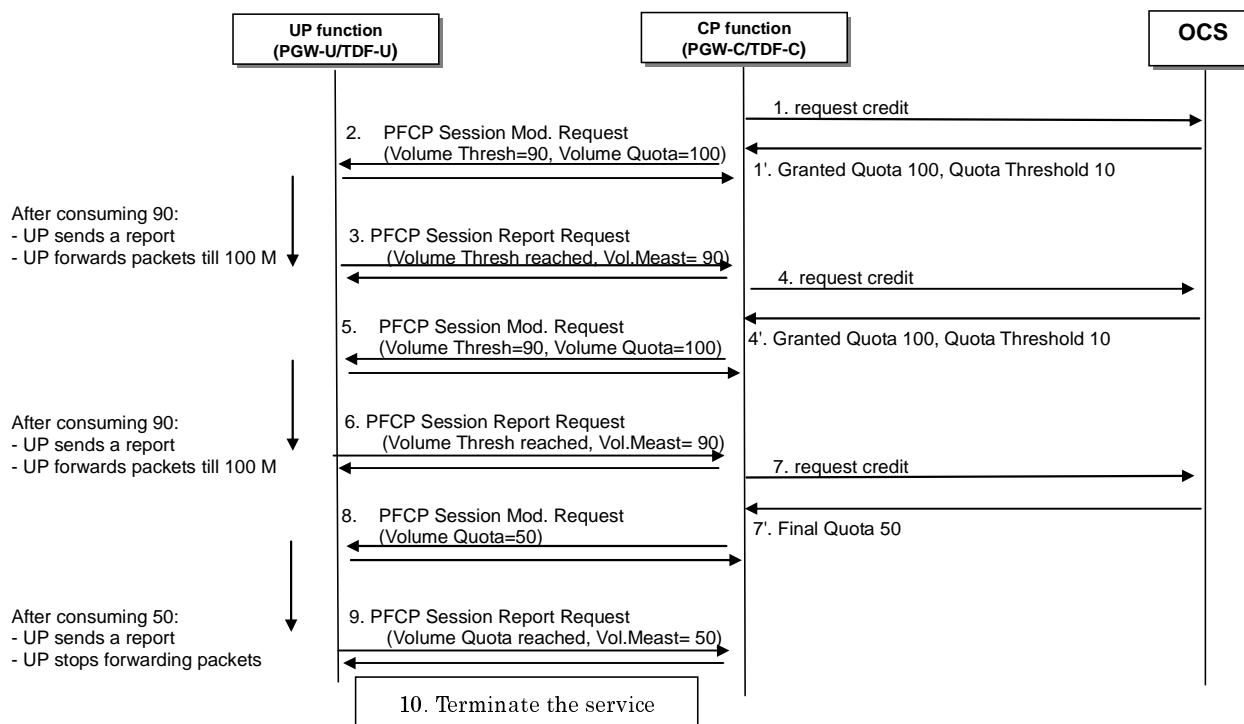 UP function
(PGW-U/TDF-U)
CP function
(PGW-C/TDF-C)
OCS
1. request credit
2. PFCP Session Mod. Request
(Volume Thresh=90, Volume Quota=100)
1'. Granted Quota 100, Quota Threshold 10
After consuming 90:
- UP sends a report
- UP forwards packets till 100 M
3. PFCP Session Report Request
(Volume Thresh reached, Vol.Meast= 90)
4. request credit
5. PFCP Session Mod. Request
(Volume Thresh=90, Volume Quota=100)
4'. Granted Quota 100, Quota Threshold 10
After consuming 90:
- UP sends a report
- UP forwards packets till 100 M
6. PFCP Session Report Request
(Volume Thresh reached, Vol.Meast= 90)
7. request credit
8. PFCP Session Mod. Request
(Volume Quota=50)
7'. Final Quota 50
After consuming 50:
- UP sends a report
- UP stops forwarding packets
9. PFCP Session Report Request
(Volume Quota reached, Vol.Meast= 50)
10. Terminate the service